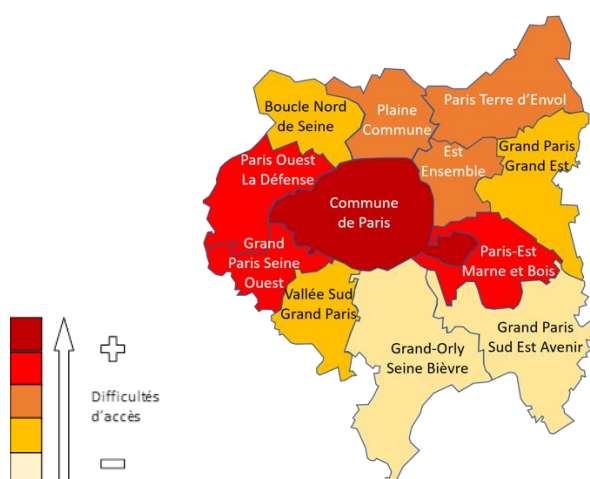 Boucle Nord
de Seine
Plaine
Commune
Paris Terre d'Envol
Paris Ouest
La Défense
Est
Ensemble
Grand Paris
Grand Est
Commune
de Paris
Grand
Paris Seine
Ouest
Paris-Est
Marne et Bois
Vallée Sud
Grand Paris
Grand-Orly
Seine Bièvre
Grand Paris
Sud Est Avenir
Difficultés
d'accès